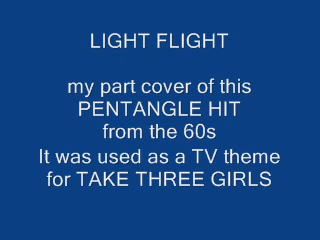 LIGHT FLIGHT
my part cover of this
PENTANGLE HIT
from the 60s
It was used as a TV theme
for TAKE THREE GIRLS